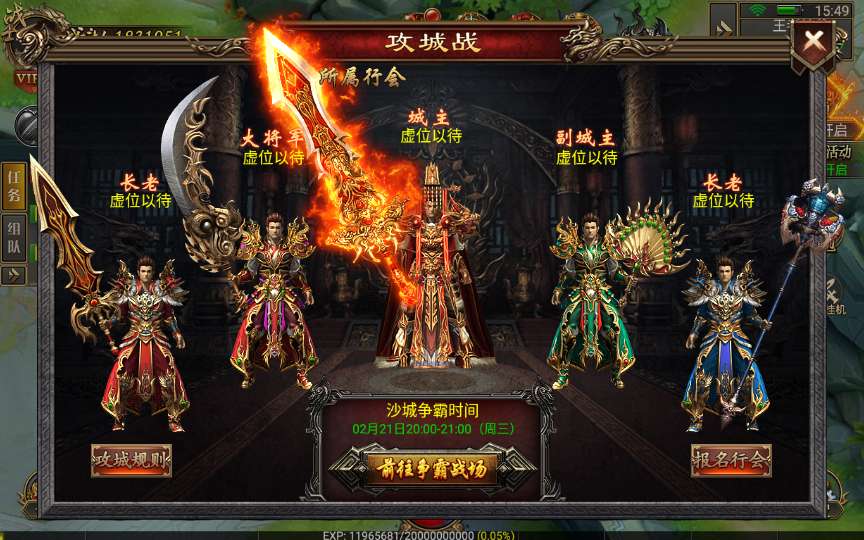 15:49
1831051
VIP
攻城战
所属行会
城主
虚位以待
大将军
虚位以待
副城主
虚位以待
长老
虚位以待
长老
虚位以待
任务
组队
开启
活动
开启
挂机
沙城争霸时间
02月21日20:00-21:00（周三）
攻城规则
前往争霸战场
报名行会
EXP: 11965681/20000000000 (0.05%)